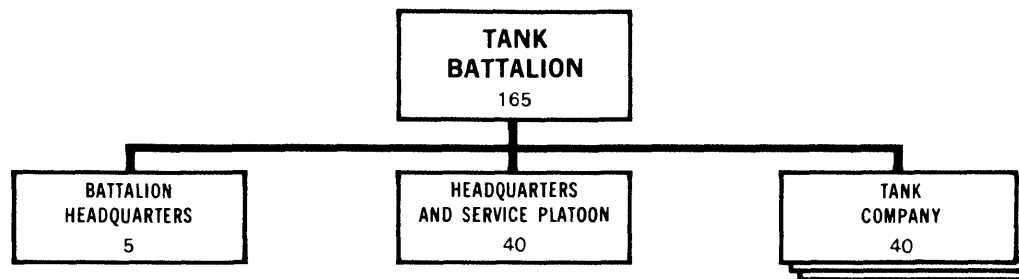 TANK
BATTALION
165
BATTALION
HEADQUARTERS
5
HEADQUARTERS
AND SERVICE PLATOON
40
TANK
COMPANY
40